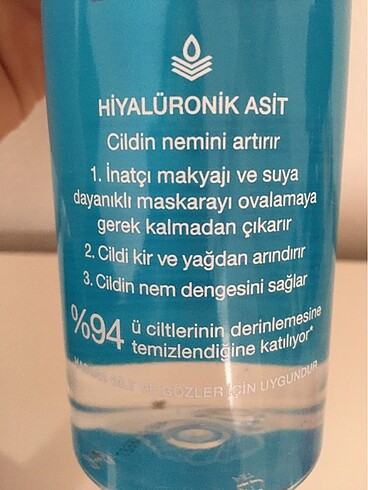 HİYALÜRONİK ASİT
Cildin nemini artırır
1. İnatçı makyajı ve suya
dayanıklı maskarayı ovalamaya
gerek kalmadan çıkarır
2. Cildi kir ve yağdan arındırır
3. Cildin nem dengesini sağlar
%94 ü ciltlerinin derinlemesine
temizlendiğine katılıyor*
GÖZLER İÇİN UYGUNDUR